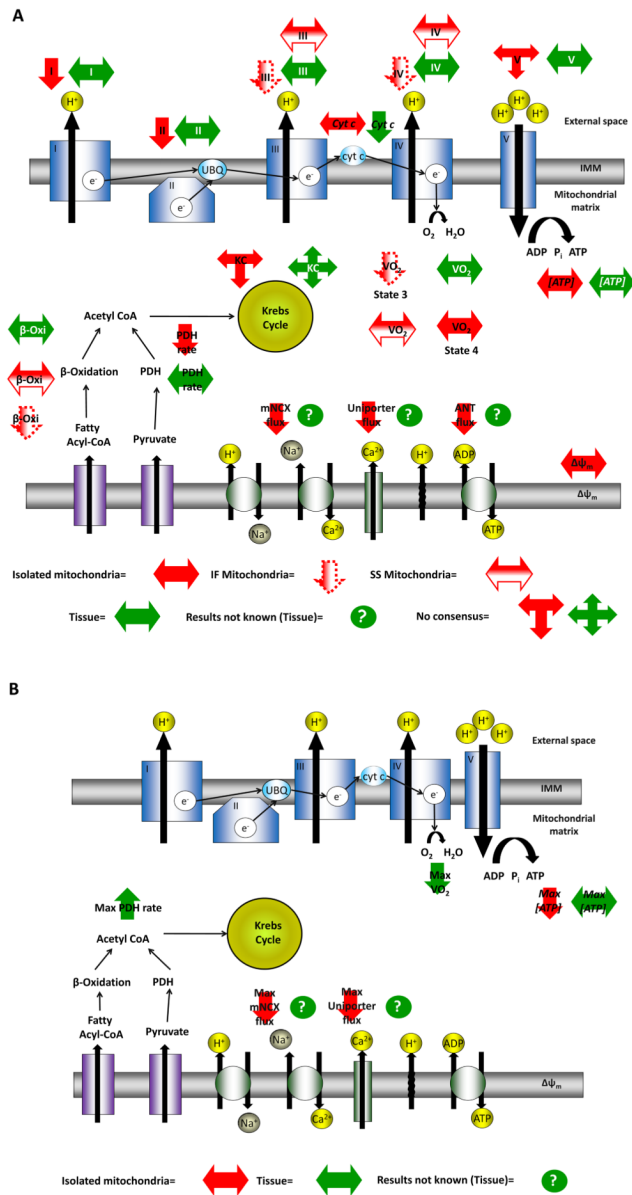 A
III
IV
I
I
III
III
IV
IV
V
V
H+
II
II
H+
Cyt c
Cyt c
H+
H+
H+
H+
External space
I
III
cyt c
IV
V
UBQ
IMM
e-
II
e-
e-
Mitochondrial
matrix
e-
O2
H2O
ADP Pi ATP
KC
KC
VO2
VO2
[ATP]
[ATP]
State 3
Acetyl CoA
Krebs
Cycle
β-Oxi
PDH
rate
VO2
VO2
State 4
β-Oxi
β-Oxidation
PDH
PDH
rate
β-Oxi
mNCX
flux
?
Uniporter
flux
?
ANT
flux
?
Fatty
Acyl-CoA
Pyruvate
H+
Na+
Ca2+
H+
ADP
Δψm
Δψm
Na+
Ca2+
ATP
Isolated mitochondria=
IF Mitochondria=
SS Mitochondria=
Tissue=
Results not known (Tissue)=
?
No consensus=
B
H+
H+
H+
H+
H+
H+
External space
I
III
cyt c
IV
V
UBQ
IMM
e-
II
e-
e-
e-
Mitochondrial
matrix
O2
H2O
Max
VO2
ADP Pi ATP
Max
[ATP]
Max
[ATP]
Max PDH rate
Acetyl CoA
Krebs
Cycle
β-Oxidation
PDH
Max
mNCX
flux
?
Max
Uniporter
flux
?
Fatty
Acyl-CoA
Pyruvate
H+
Na+
Ca2+
H+
ADP
Δψm
Na+
Ca2+
ATP
Isolated mitochondria=
Tissue=
Results not known (Tissue)=
?